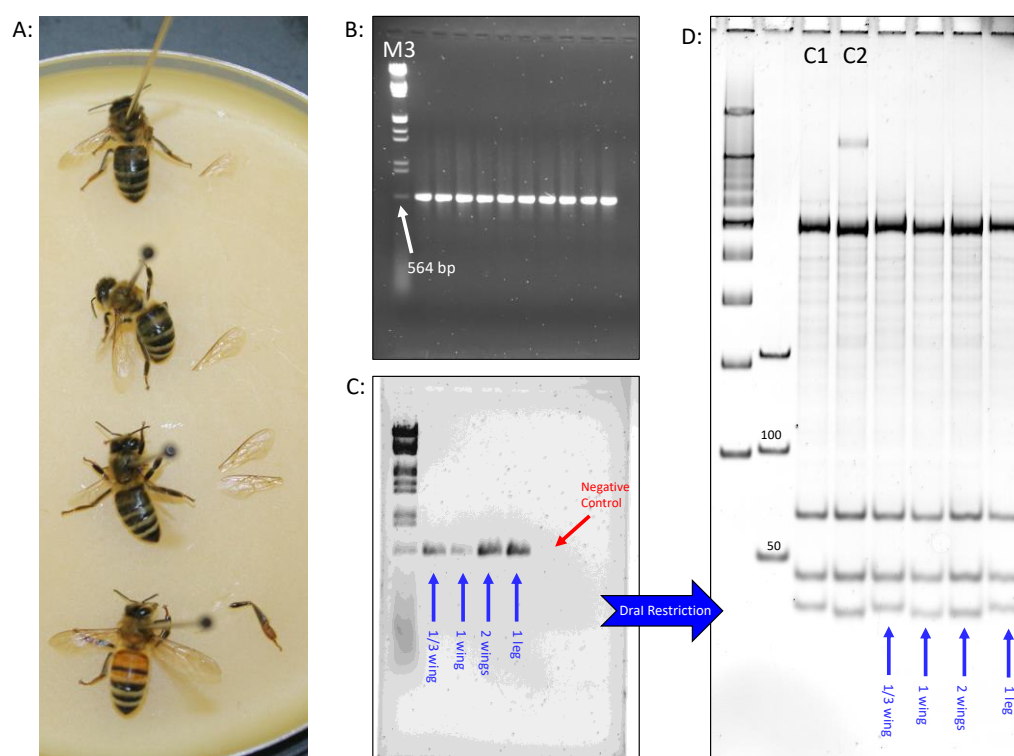 A:
B:
M3
564 bp
C:
Negative
Control
1/3 wing
1 wing
2 wings
1 leg
DraI Restriction
D:
C1
C2
100
50
1/3 wing
1 wing
2 wings
1 leg